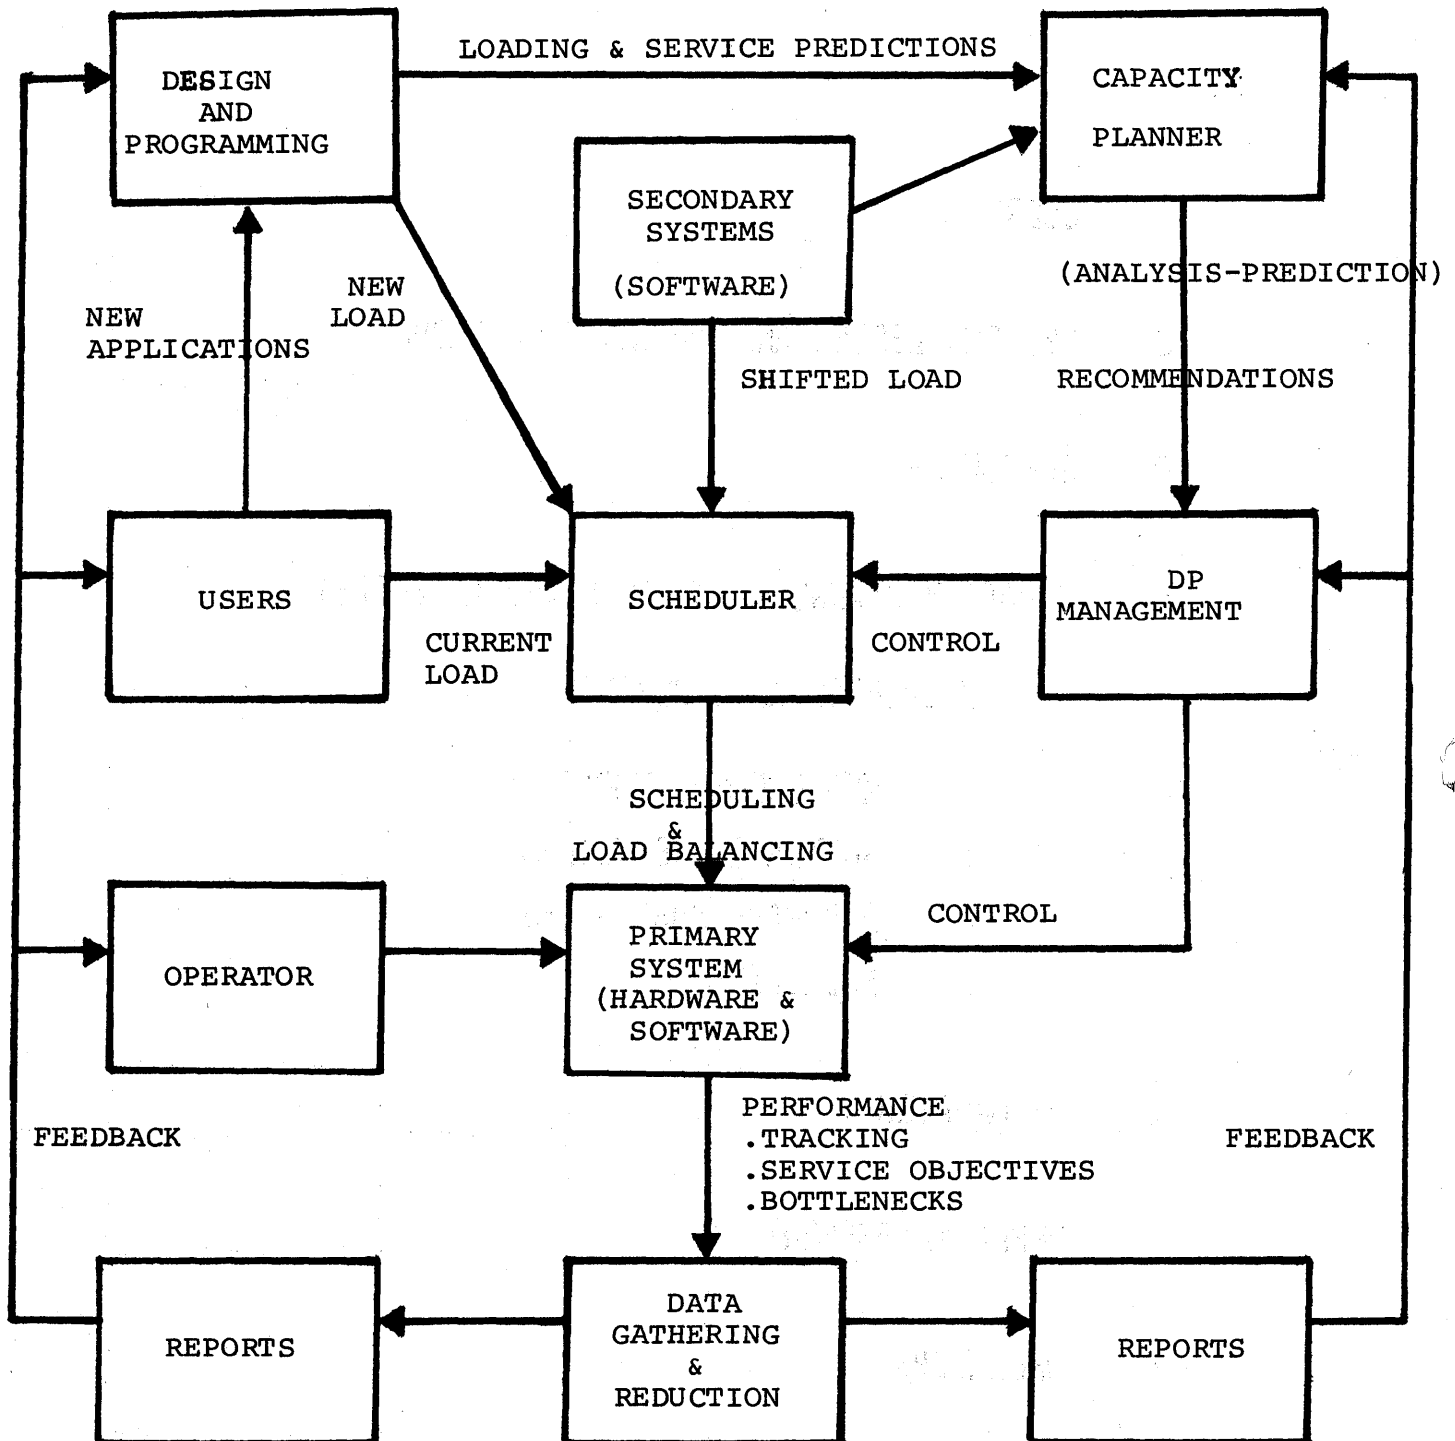 LOADING & SERVICE PREDICTIONS
DESIGN
AND
PROGRAMMING
CAPACITY
PLANNER
SECONDARY
SYSTEMS
(SOFTWARE)
NEW
LOAD
NEW
APPLICATIONS
(ANALYSIS-PREDICTION)
SHIFTED LOAD
RECOMMENDATIONS
USERS
SCHEDULER
DP
MANAGEMENT
CURRENT
LOAD
CONTROL
SCHEDULING
&
LOAD BALANCING
CONTROL
OPERATOR
PRIMARY
SYSTEM
(HARDWARE &
SOFTWARE)
PERFORMANCE
.TRACKING
.SERVICE OBJECTIVES
.BOTTLENECKS
FEEDBACK
FEEDBACK
REPORTS
DATA
GATHERING
&
REDUCTION
REPORTS